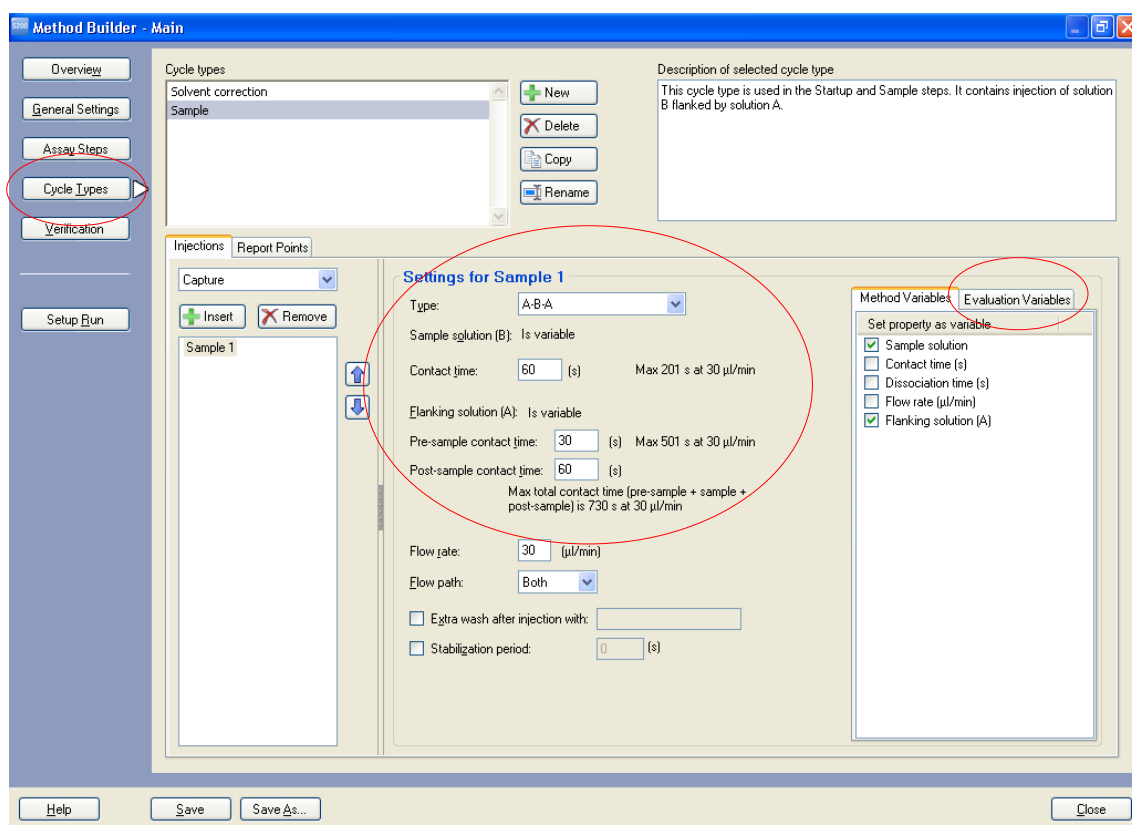 S200 Method Builder - Main
Overview
General Settings
Assay Steps
Cycle Types
Verification
Setup Run
Cycle types
Solvent correction
Sample
New
Delete
Copy
Rename
Description of selected cycle type
This cycle type is used in the Startup and Sample steps. It contains injection of solution
B flanked by solution A.
Injections Report Points
Capture
Insert Remove
Sample 1
Settings for Sample 1
Type: A-B-A
Sample solution (B): Is variable
Contact time: 60 (s) Max 201 s at 30 µl/min
Flanking solution (A): Is variable
Pre-sample contact time: 30 (s) Max 501 s at 30 µl/min
Post-sample contact time: 60 (s)
Max total contact time (pre-sample + sample +
post-sample) is 730 s at 30 µl/min
Flow rate: 30 (µl/min)
Flow path: Both
Extra wash after injection with:
Stabilization period: 0 (s)
Method Variables Evaluation Variables
Set property as variable
Sample solution
Contact time (s)
Dissociation time (s)
Flow rate (µl/min)
Flanking solution (A)
Help Save Save As... Close